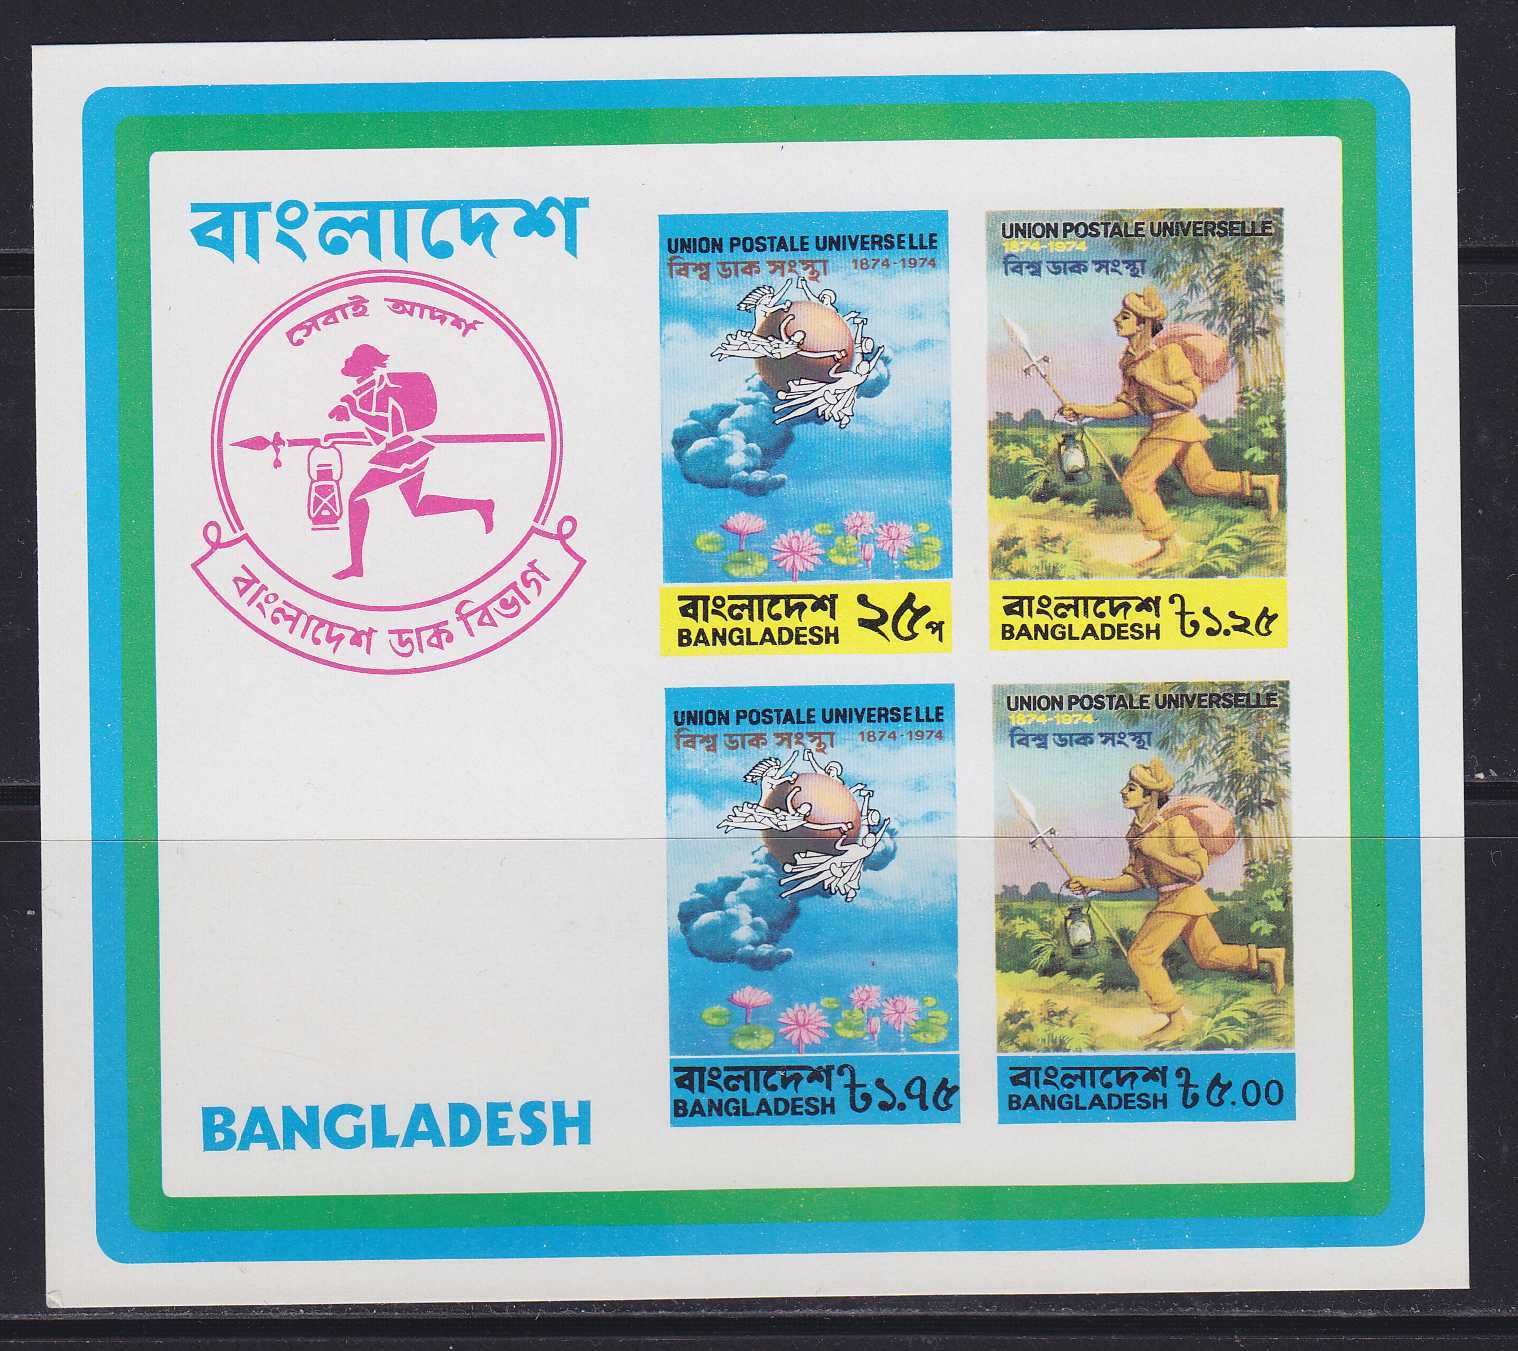 বাংলাদেশ
সেবাই আদর্শ
বাংলাদেশ ডাক বিভাগ
BANGLADESH
UNION POSTALE UNIVERSELLE
বিশ্ব ডাক সংস্থা 1874-1974
বাংলাদেশ ২৫প
BANGLADESH
UNION POSTALE UNIVERSELLE
1874-1974
বিশ্ব ডাক সংস্থা
বাংলাদেশ ৳১.২৫
BANGLADESH
UNION POSTALE UNIVERSELLE
বিশ্ব ডাক সংস্থা 1874-1974
বাংলাদেশ ৳১.৭৫
BANGLADESH
UNION POSTALE UNIVERSELLE
1874-1974
বিশ্ব ডাক সংস্থা
বাংলাদেশ ৳৫.00
BANGLADESH